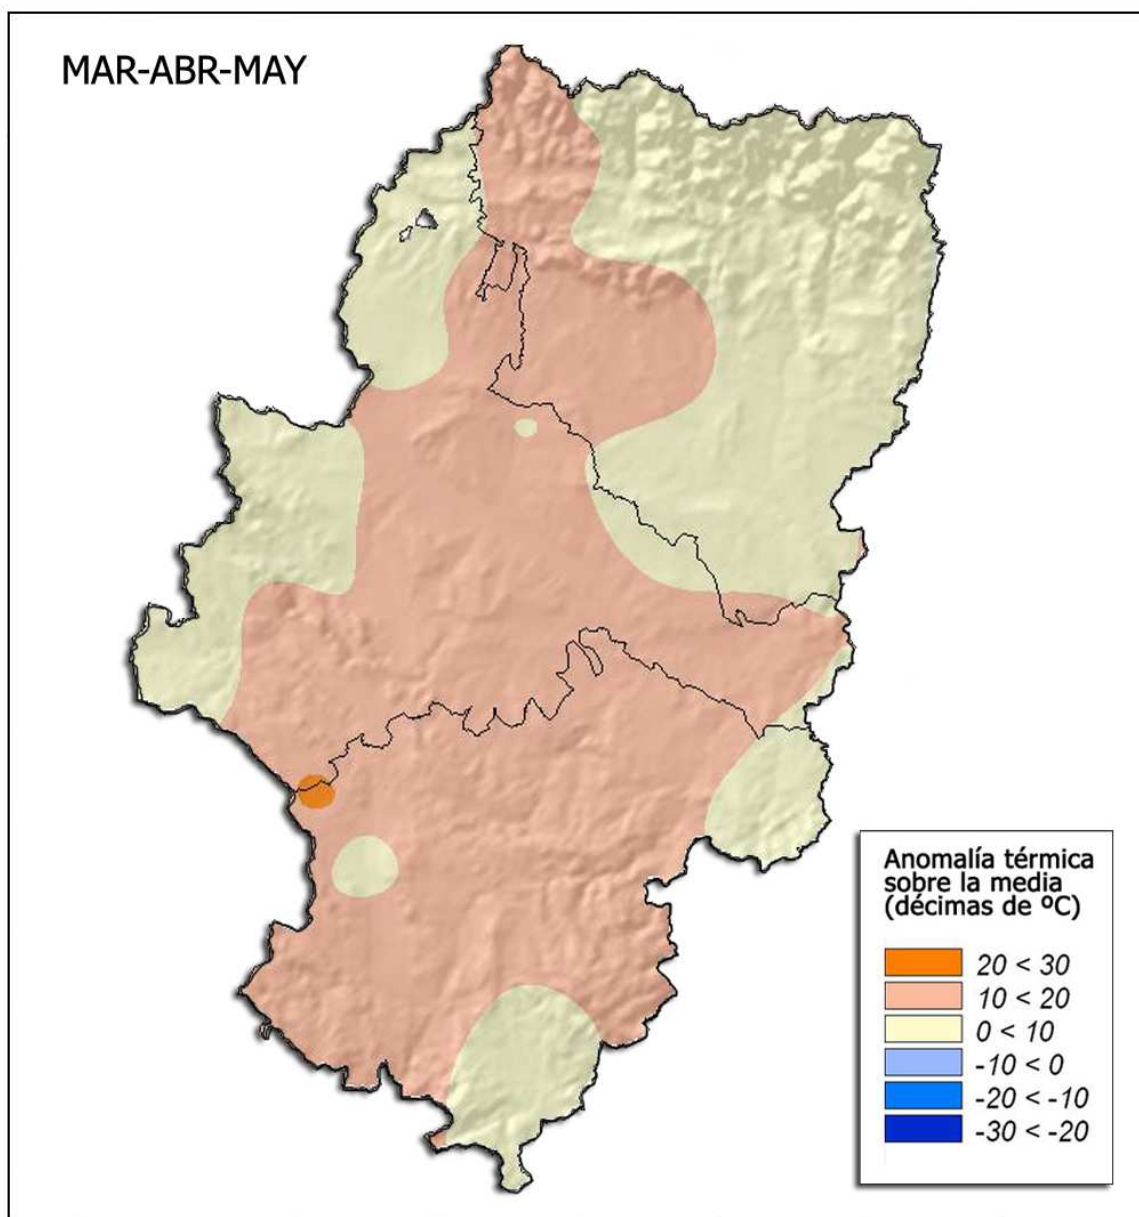 MAR-ABR-MAY
Anomalía térmica
sobre la media
(décimas de ºC)
20 < 30
10 < 20
0 < 10
-10 < 0
-20 < -10
-30 < -20